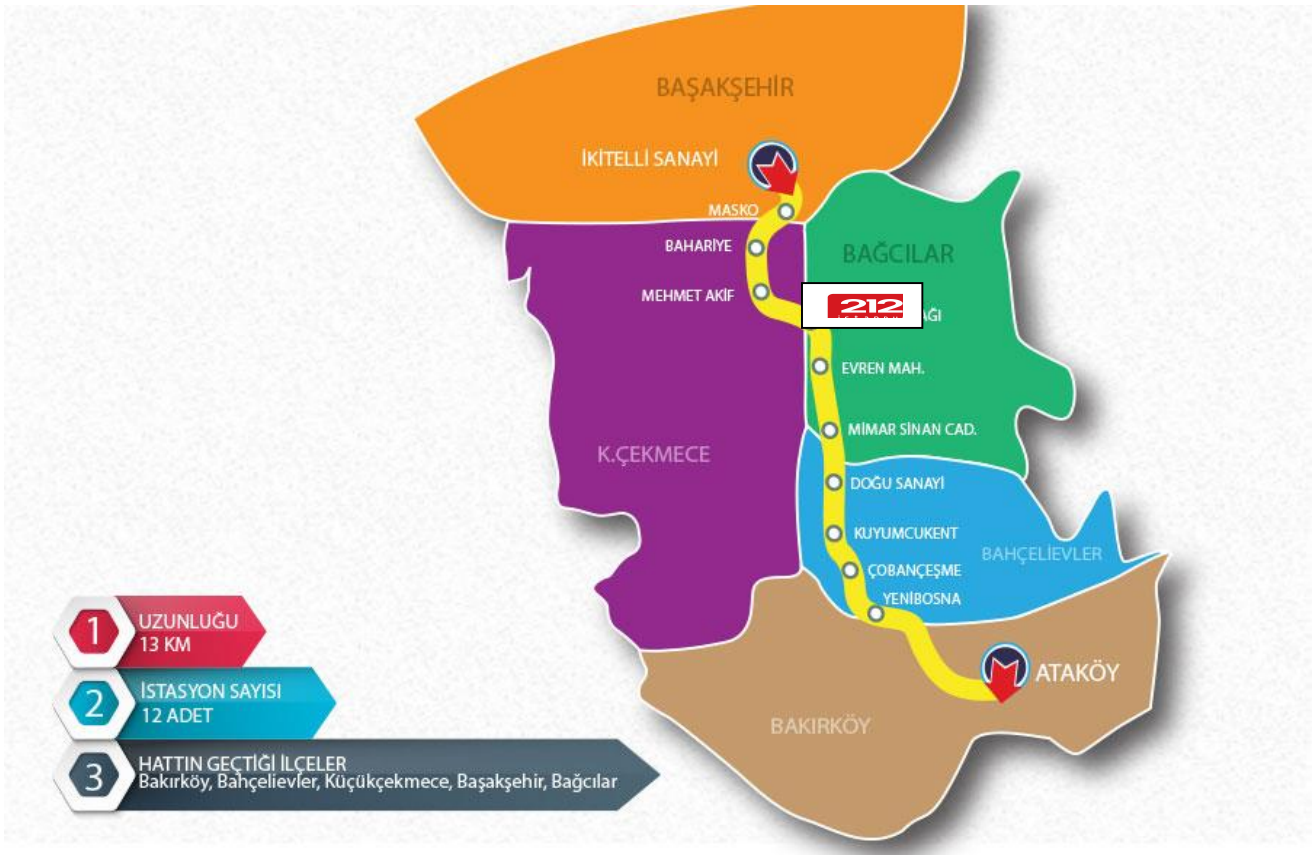 BAŞAKŞEHİR
İKİTELLİ SANAYİ
MASKO
BAHARİYE
BAĞCILAR
MEHMET AKİF
212
AĞI
EVREN MAH.
MİMAR SİNAN CAD.
K.ÇEKMECE
DOĞU SANAYİ
KUYUMCUKENT
BAHÇELİEVLER
ÇOBANÇEŞME
YENİBOSNA
ATAKÖY
BAKIRKÖY
1
UZUNLUĞU
13 KM
2
İSTASYON SAYISI
12 ADET
3
HATTIN GEÇTİĞİ İLÇELER
Bakırköy, Bahçelievler, Küçükçekmece, Başakşehir, Bağcılar